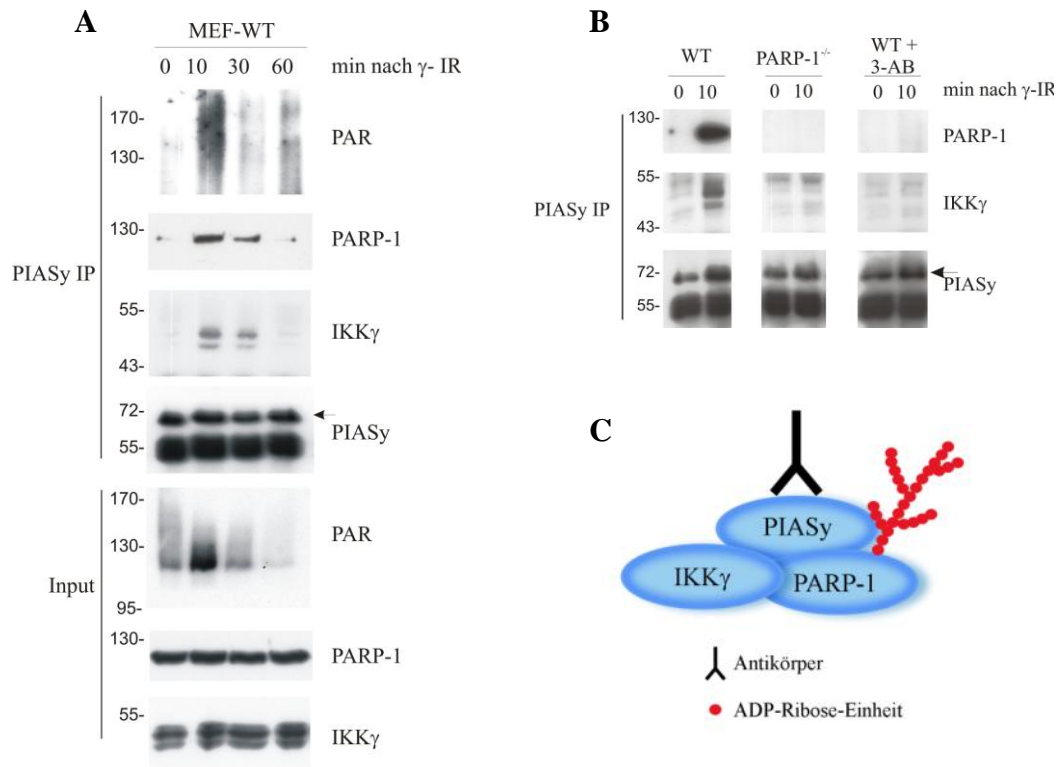 A
MEF-WT
0 10 30 60 min nach γ- IR
PIASy IP
170-
130-
PAR
130-
PARP-1
55-
43-
IKKγ
72-
55-
PIASy
Input
170-
130-
95-
PAR
130-
PARP-1
55-
IKKγ
B
WT PARP-1-/- WT +
3-AB
0 10 0 10 0 10 min nach γ-IR
PIASy IP
130-
PARP-1
55-
43-
IKKγ
72-
55-
PIASy
C
PIASy
IKKγ PARP-1
Antikörper
ADP-Ribose-Einheit